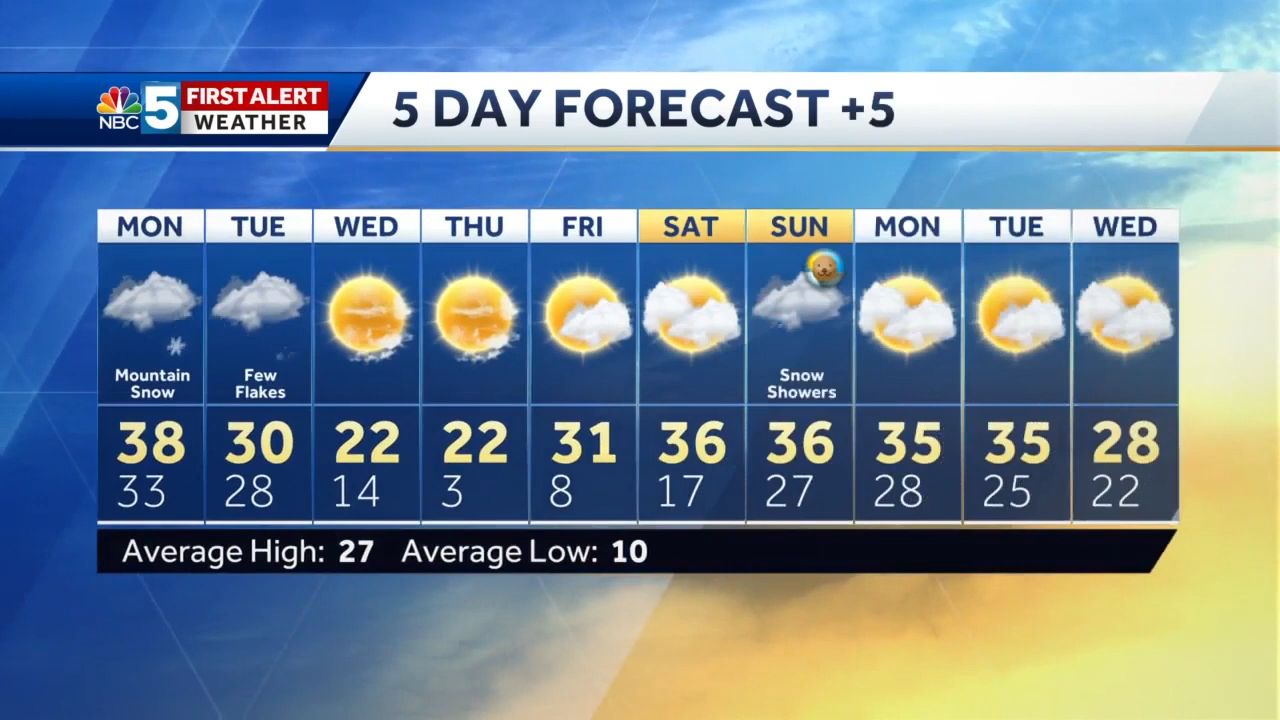 NBC 5 FIRST ALERT WEATHER
5 DAY FORECAST +5
MON TUE WED THU FRI SAT SUN MON TUE WED
Mountain Snow Few Flakes Snow Showers
38 30 22 22 31 36 36 35 35 28
33 28 14 3 8 17 27 28 25 22
Average High: 27 Average Low: 10